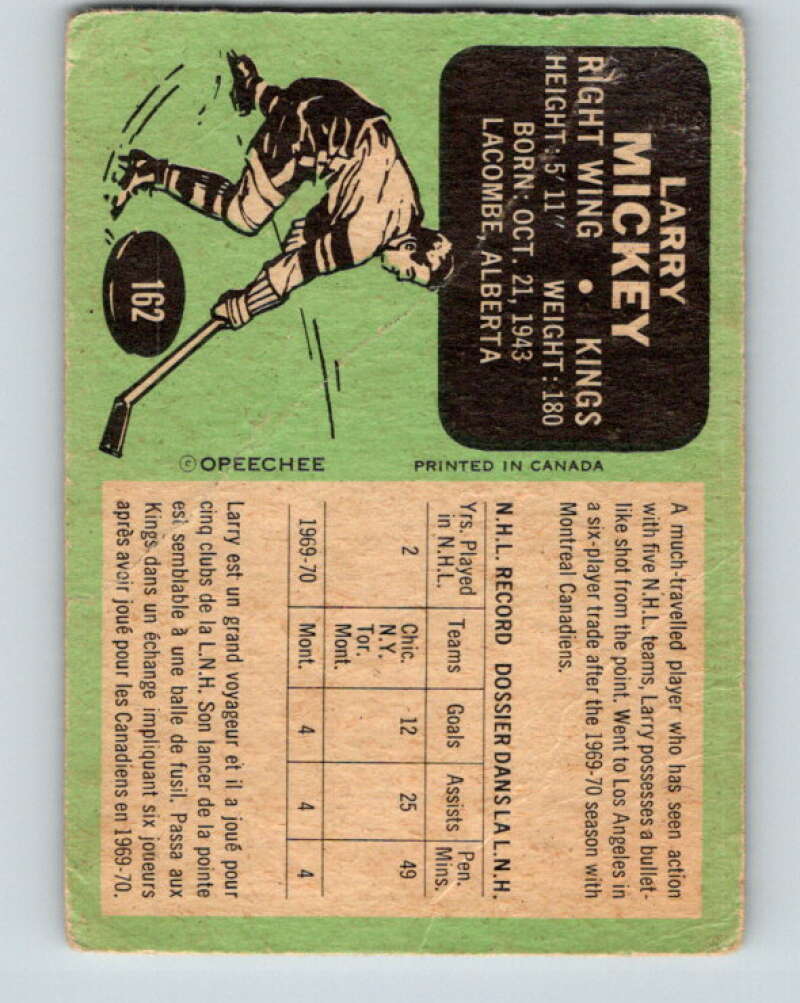 LARRY
MICKEY
RIGHT WING • KINGS
HEIGHT: 5' 11" WEIGHT: 180
BORN: OCT. 21, 1943
LACOMBE, ALBERTA
162
© OPEECHEE
PRINTED IN CANADA
A much-travelled player who has seen action
with five N.H.L. teams, Larry possesses a bullet-
like shot from the point. Went to Los Angeles in
a six-player trade after the 1969-70 season with
Montreal Canadiens.
N.H.L. RECORD DOSSIER DANS LA L.N.H.
Yrs. Played in N.H.L. Teams Goals Assists Pen. Mins.
2 Chic. 12 25 49
N.Y.
Tor.
Mont.
1969-70 Mont. 4 4 4
Larry est un grand voyageur et il a joué pour
cinq clubs de la L.N.H. Son lancer de la pointe
est semblable à une balle de fusil. Passa aux
Kings dans un échange impliquant six joueurs
après avoir joué pour les Canadiens en 1969-70.